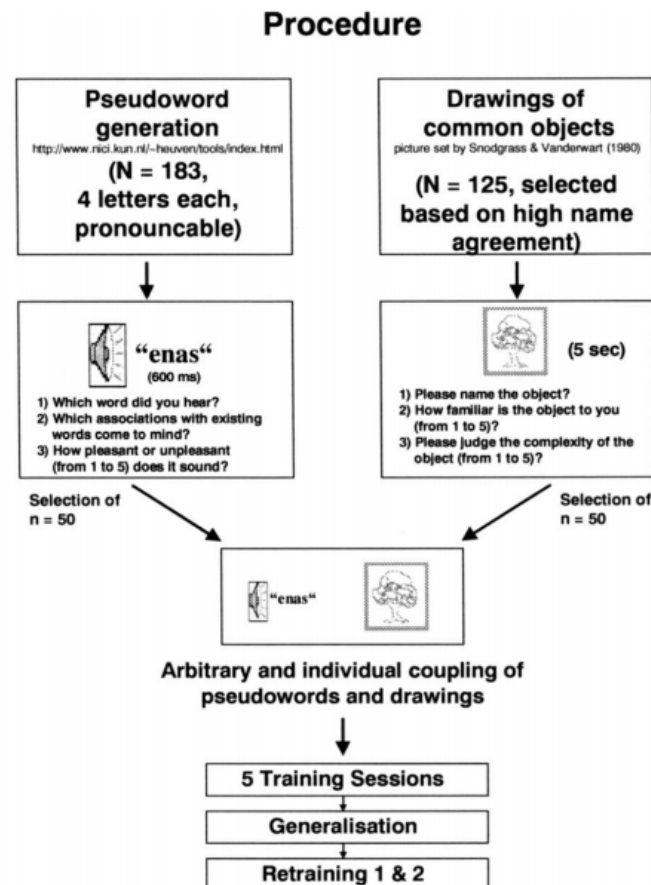 Procedure
Pseudoword
generation
http://www.nici.kun.nl/~heuven/tools/index.html
(N = 183,
4 letters each,
pronouncable)
Drawings of
common objects
picture set by Snodgrass & Vanderwart (1980)
(N = 125, selected
based on high name
agreement)
“enas“
(600 ms)
1) Which word did you hear?
2) Which associations with existing
words come to mind?
3) How pleasant or unpleasant
(from 1 to 5) does it sound?
(5 sec)
1) Please name the object?
2) How familiar is the object to you
(from 1 to 5)?
3) Please judge the complexity of the
object (from 1 to 5)?
Selection of
n = 50
Selection of
n = 50
“enas“
Arbitrary and individual coupling of
pseudowords and drawings
5 Training Sessions
Generalisation
Retraining 1 & 2